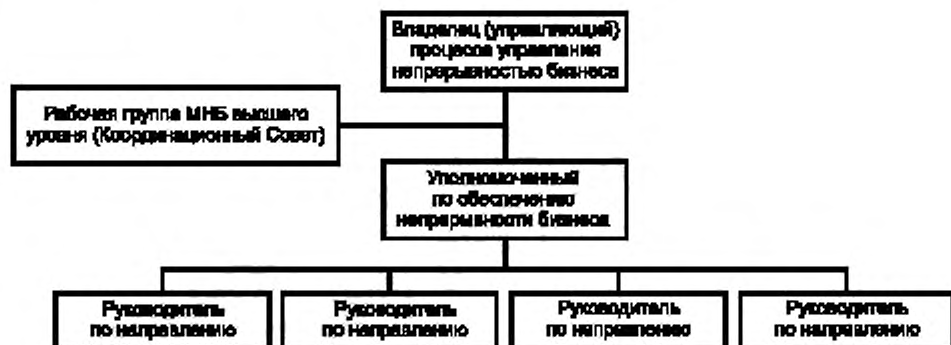 Владелец (управляющий)
процесса управления
непрерывностью бизнеса
Рабочая группа МНБ высшего
уровня (Координационный Совет)
Уполномоченный
по обеспечению
непрерывности бизнеса
Руководитель
по направлению
Руководитель
по направлению
Руководитель
по направлению
Руководитель
по направлению